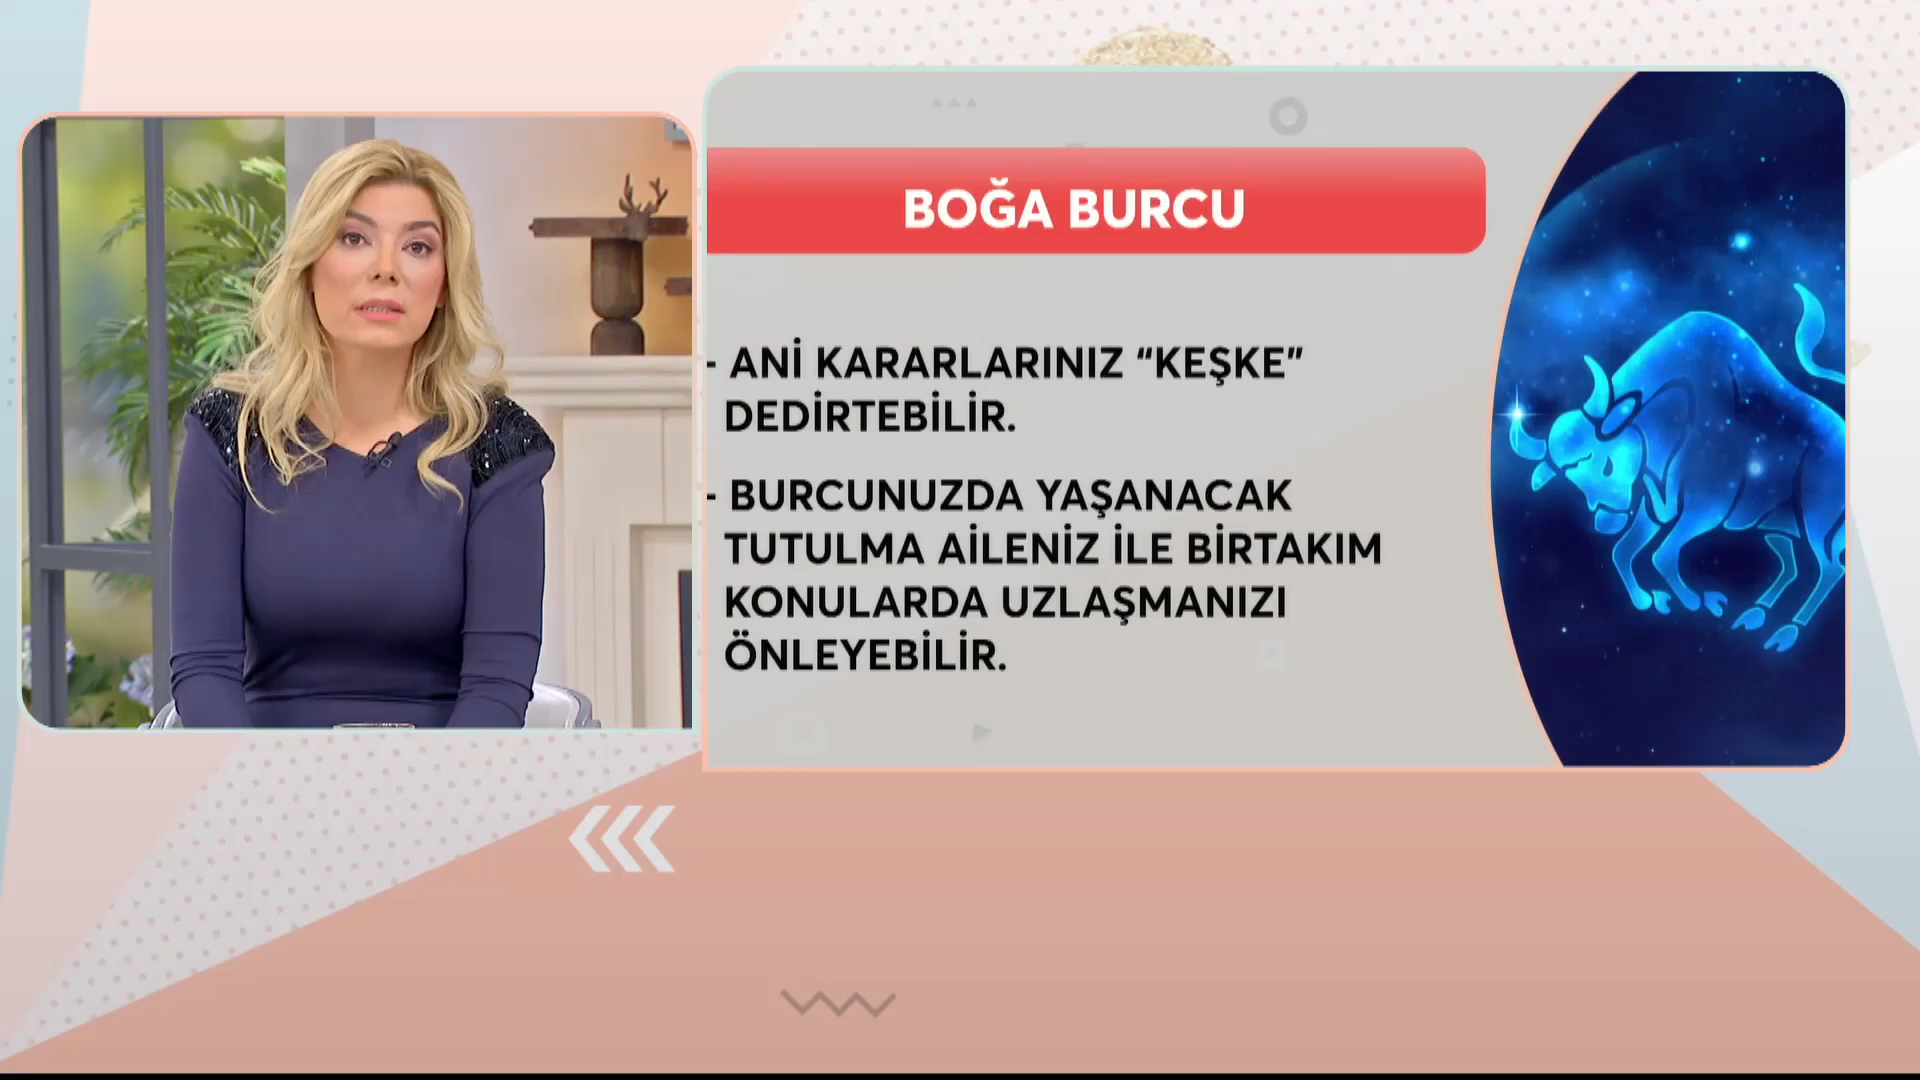 BOĞA BURCU
- ANİ KARARLARINIZ “KEŞKE”
DEDİRTEBİLİR.
- BURCUNUZDA YAŞANACAK
TUTULMA AİLENİZ İLE BİRTAKIM
KONULARDA UZLAŞMANIZI
ÖNLEYEBİLİR.